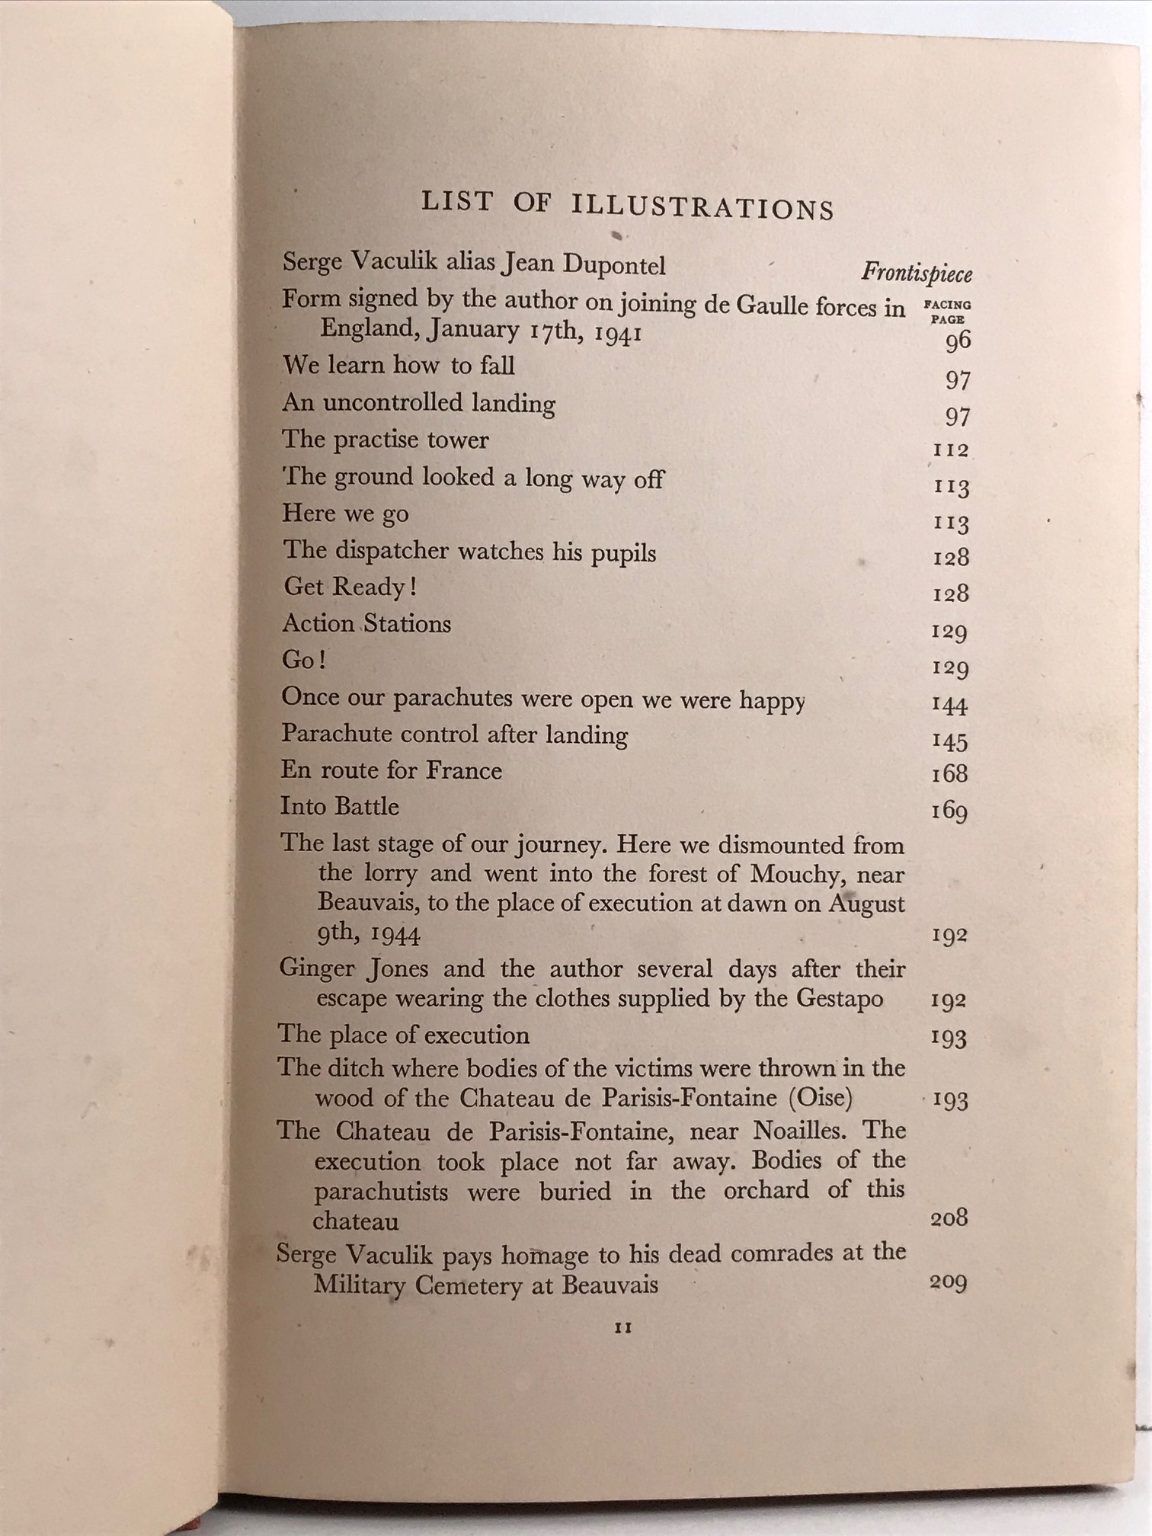 LIST OF ILLUSTRATIONS
Serge Vaculik alias Jean Dupontel Frontispiece
Form signed by the author on joining de Gaulle forces in FACING PAGE
England, January 17th, 1941 96
We learn how to fall 97
An uncontrolled landing 97
The practise tower 112
The ground looked a long way off 113
Here we go 113
The dispatcher watches his pupils 128
Get Ready! 128
Action Stations 129
Go! 129
Once our parachutes were open we were happy 144
Parachute control after landing 145
En route for France 168
Into Battle 169
The last stage of our journey. Here we dismounted from
the lorry and went into the forest of Mouchy, near
Beauvais, to the place of execution at dawn on August
9th, 1944 192
Ginger Jones and the author several days after their
escape wearing the clothes supplied by the Gestapo 192
The place of execution 193
The ditch where bodies of the victims were thrown in the
wood of the Chateau de Parisis-Fontaine (Oise) 193
The Chateau de Parisis-Fontaine, near Noailles. The
execution took place not far away. Bodies of the
parachutists were buried in the orchard of this
chateau 208
Serge Vaculik pays homage to his dead comrades at the
Military Cemetery at Beauvais 209
11